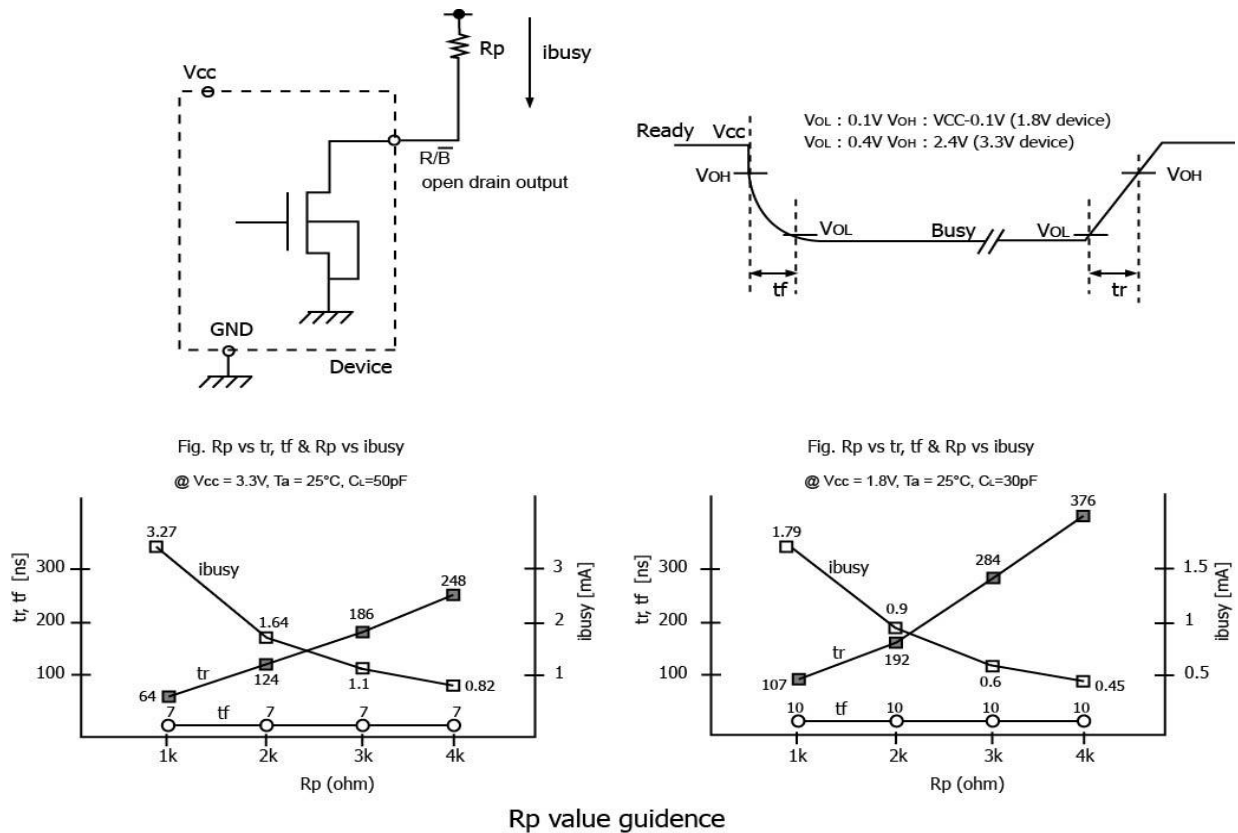 Rp
ibusy
Vcc
R/B̅
open drain output
GND
Device
VOL : 0.1V VOH : VCC-0.1V (1.8V device)
VOL : 0.4V VOH : 2.4V (3.3V device)
Ready Vcc
VOH
VOL
Busy
VOL
VOH
tf
tr
Fig. Rp vs tr, tf & Rp vs ibusy
@ Vcc = 3.3V, Ta = 25°C, CL=50pF
3.27
ibusy
300
3
248
186
tr, tf [ns]
ibusy [mA]
200
1.64
2
tr
124
100
1.1
1
0.82
64
tf
7
7
7
7
1k
2k
3k
4k
Rp (ohm)
Fig. Rp vs tr, tf & Rp vs ibusy
@ Vcc = 1.8V, Ta = 25°C, CL=30pF
376
1.79
ibusy
284
300
1.5
tr, tf [ns]
ibusy [mA]
200
0.9
1
tr
192
100
0.6
0.5
107
0.45
tf
10
10
10
10
1k
2k
3k
4k
Rp (ohm)
Rp value guidence